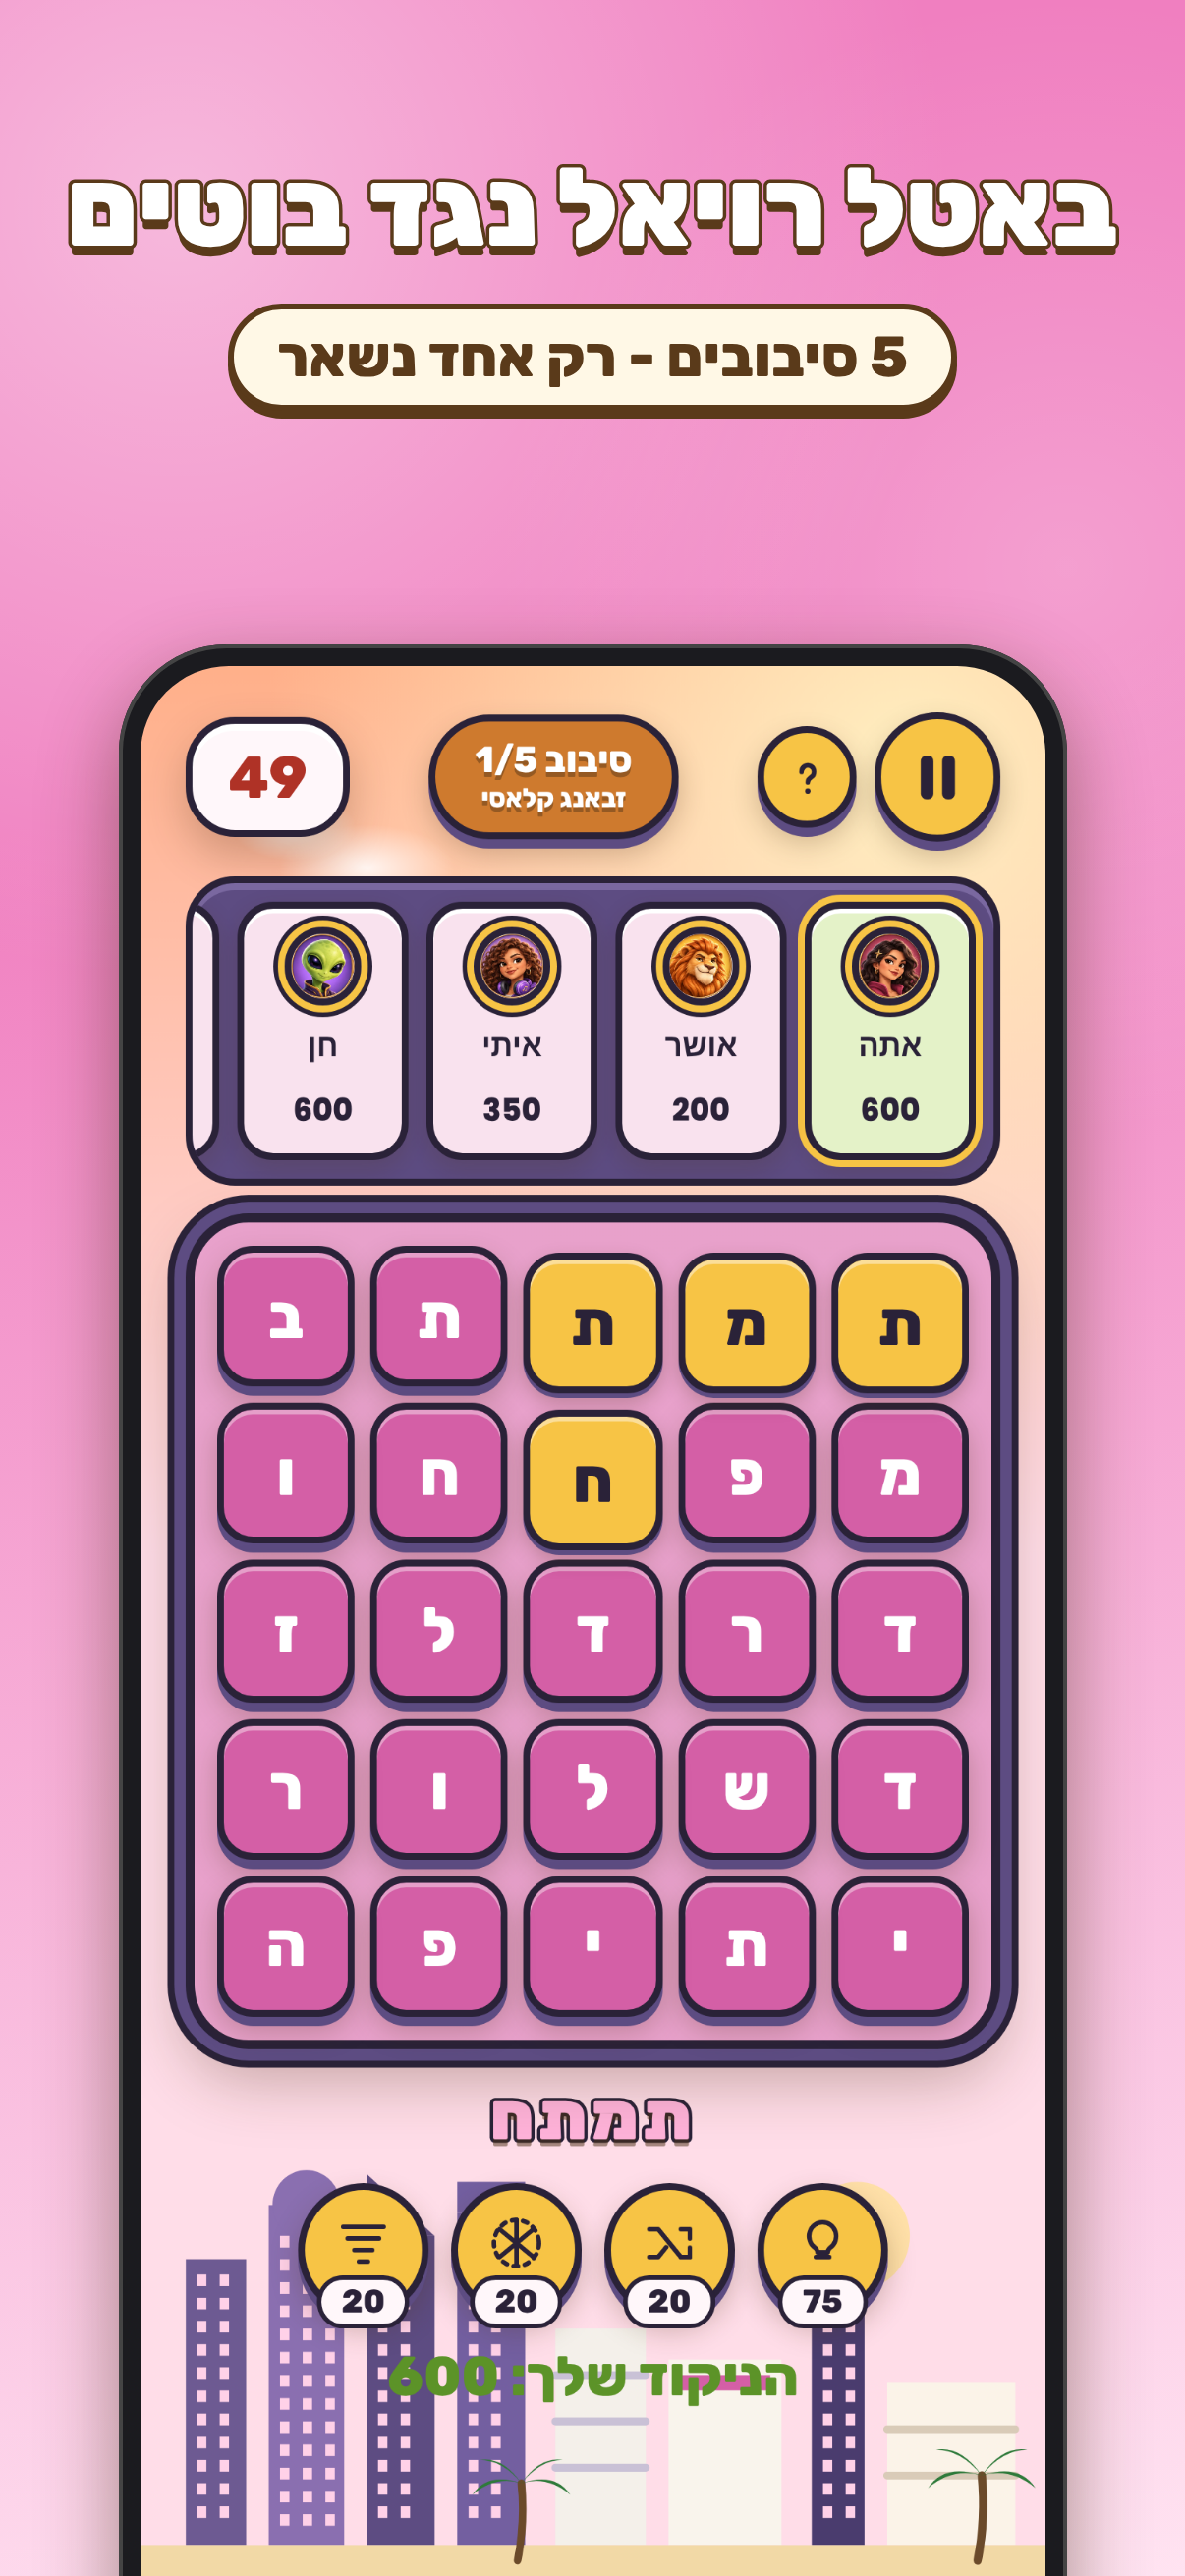 באטל רויאל נגד בוטים
5 סיבובים - רק אחד נשאר
? סיבוב 1/5 49
זבאנג קלאסי
אתה אושר איתי חן
600 200 350 600
ת מ ת ת ב
מ פ ח ח ו
ד ר ד ל ז
ד ש ל ו ר
י ת י פ ה
תמתח
75 20 20 20
הניקוד שלך: 600